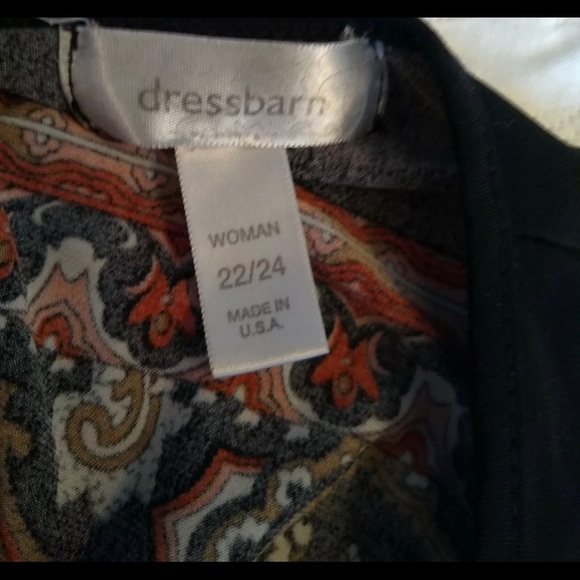 dressbarn
WOMAN
22/24
MADE IN
U.S.A.